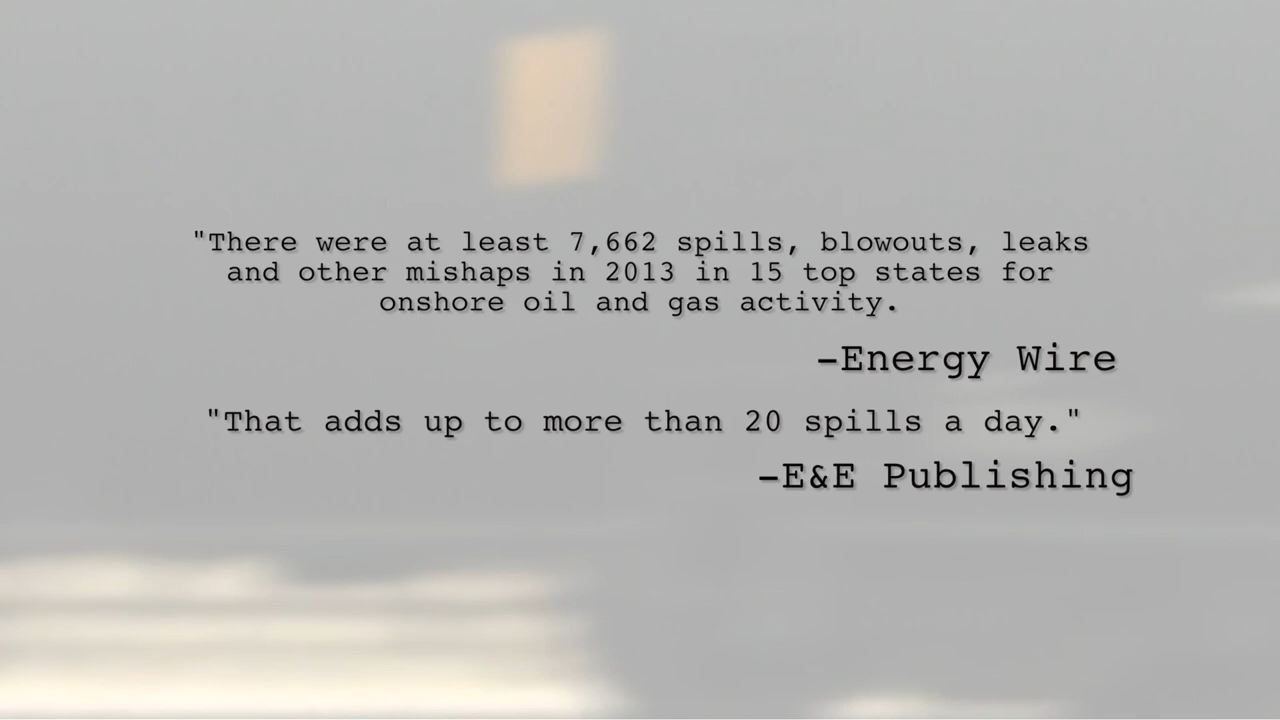 "There were at least 7,662 spills, blowouts, leaks
and other mishaps in 2013 in 15 top states for
onshore oil and gas activity.
-Energy Wire
"That adds up to more than 20 spills a day."
-E&E Publishing